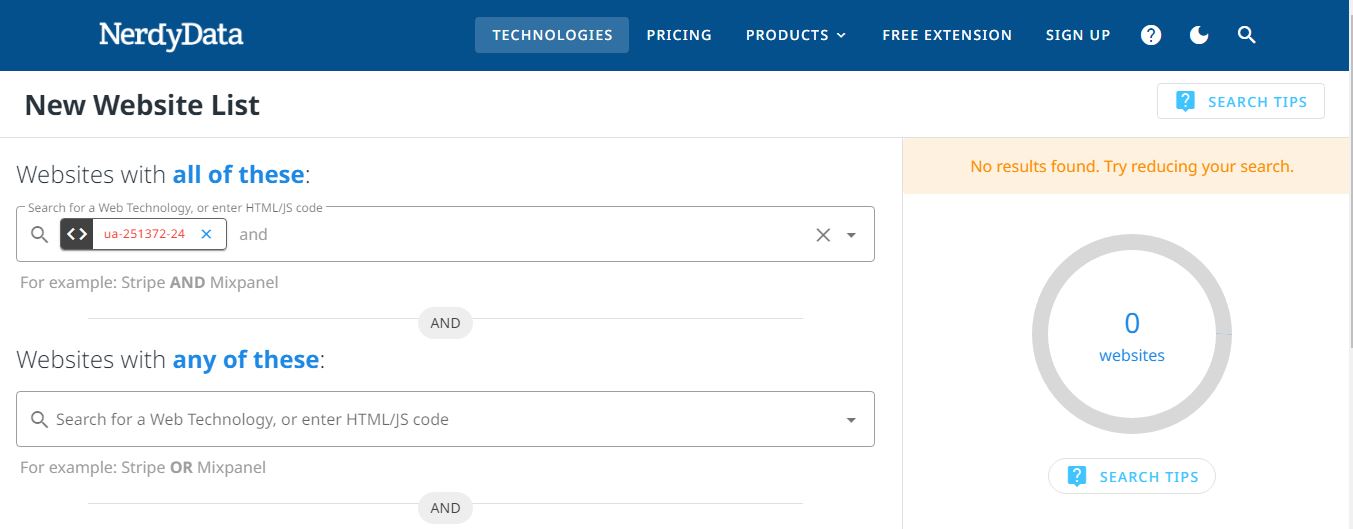 NerdyData
TECHNOLOGIES PRICING PRODUCTS FREE EXTENSION SIGN UP
New Website List
SEARCH TIPS
Websites with all of these:
Search for a Web Technology, or enter HTML/JS code
ua-251372-24 and
For example: Stripe AND Mixpanel
AND
Websites with any of these:
Search for a Web Technology, or enter HTML/JS code
For example: Stripe OR Mixpanel
AND
No results found. Try reducing your search.
0
websites
SEARCH TIPS